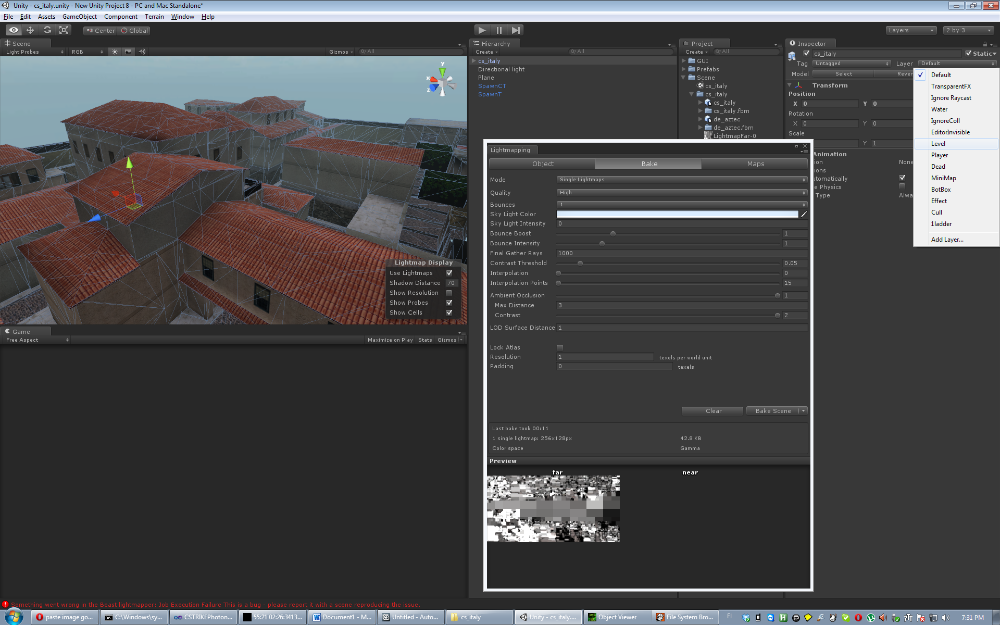 Unity - cs_italy.unity - New Unity Project 8 - PC and Mac Standalone*
File Edit Assets GameObject Component Terrain Window Help
Center Global
Layers 2 by 3
Scene
Light Probes RGB Gizmos All
y
x
z
Lightmap Display
Use Lightmaps
Shadow Distance 70
Show Resolution
Show Probes
Show Cells
Game
Free Aspect Maximize on Play Stats Gizmos
Hierarchy
Create All
cs_italy
Directional light
Plane
SpawnCT
SpawnT
Project
Create All
GUI
Prefabs
Scene
cs_italy
cs_italy
cs_italy
cs_italy.fbm
de_aztec
de_aztec.fbm
LightmapFar-0
Inspector
cs_italy Static
Tag Untagged Layer Default
Model Select Rever
Transform
Position
X 0 Y 0
Rotation
X 0 Y 0
Scale
Y 1
Animation
ion None
ions
utomatically
e Physics
Type Alwa
Default
TransparentFX
Ignore Raycast
Water
IgnoreColl
EditorInvisible
Level
Player
Dead
MiniMap
BotBox
Effect
Cull
1ladder
Add Layer...
Lightmapping
Object Bake Maps
Mode Single Lightmaps
Quality High
Bounces 1
Sky Light Color
Sky Light Intensity 0
Bounce Boost 1
Bounce Intensity 1
Final Gather Rays 1000
Contrast Threshold 0.05
Interpolation 0
Interpolation Points 15
Ambient Occlusion 1
Max Distance 3
Contrast 2
LOD Surface Distance 1
Lock Atlas
Resolution 1 texels per world unit
Padding 0 texels
Clear Bake Scene
Last bake took 00:11
1 single lightmap: 256x128px 42.8 KB
Color space Gamma
Preview
far near
Something went wrong in the Beast lightmapper: Job Execution Failure This is a bug - please report it with a scene reproducing the issue.
paste image go... C:\Windows\sy... CSTRIKEPhoton... 55:21 02:26:3413... Document1 - M... Untitled - Auto... cs_italy Unity - cs_italy.... Object Viewer File System Bro... FI 7:31 PM